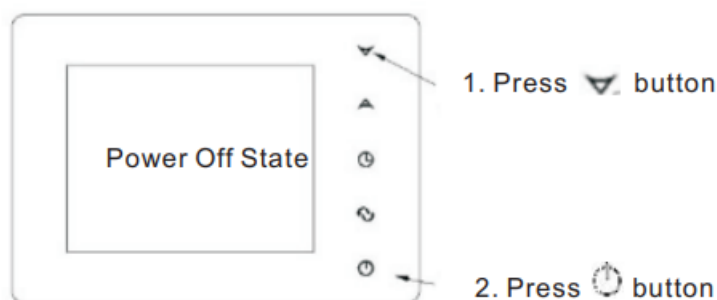 1. Press button
Power Off State
2. Press button